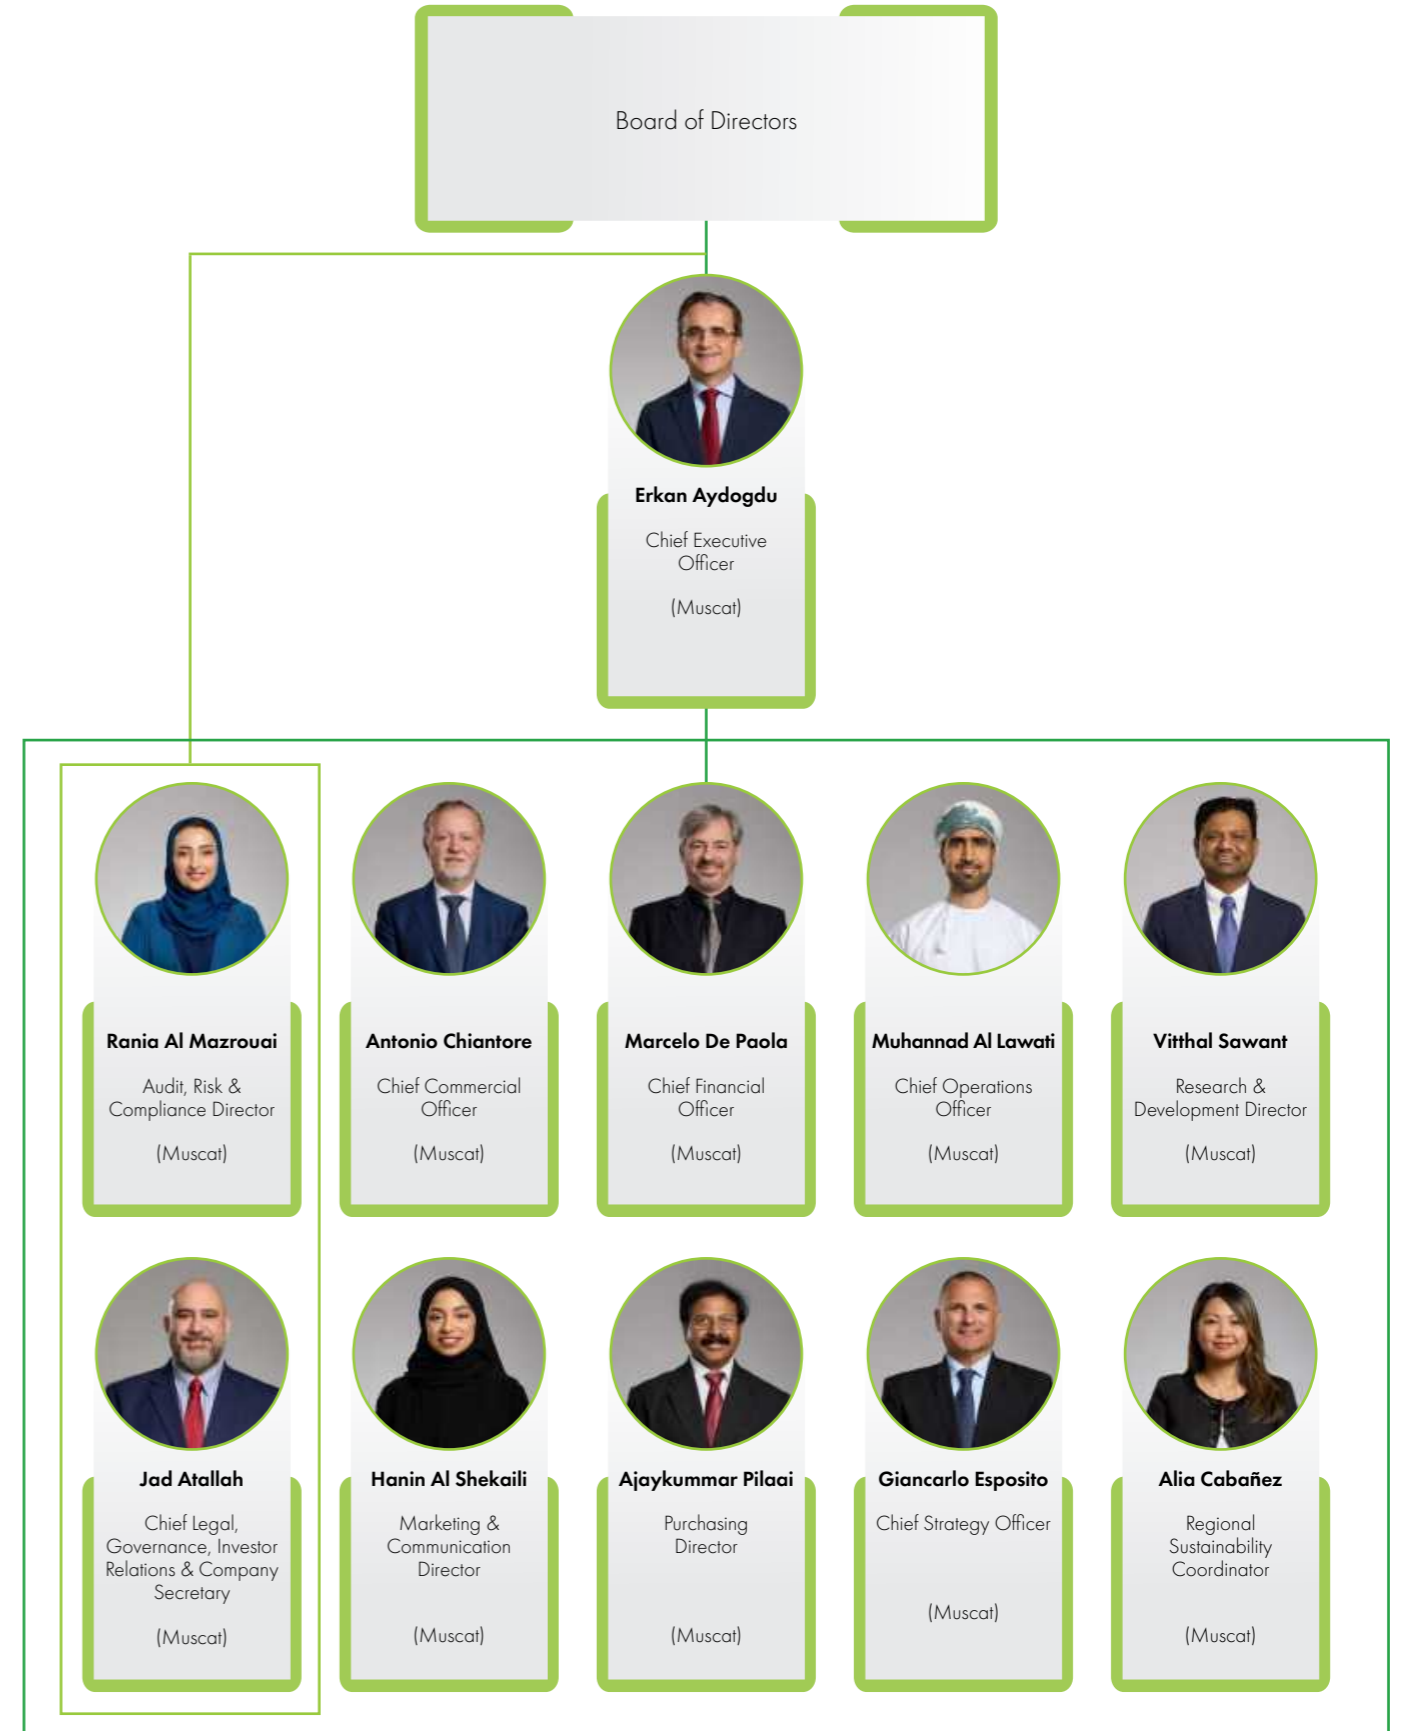 Board of Directors
Erkan Aydogdu
Chief Executive
Officer
(Muscat)
Rania Al Mazrouai
Audit, Risk &
Compliance Director
(Muscat)
Antonio Chiantore
Chief Commercial
Officer
(Muscat)
Marcelo De Paola
Chief Financial
Officer
(Muscat)
Muhannad Al Lawati
Chief Operations
Officer
(Muscat)
Vitthal Sawant
Research &
Development Director
(Muscat)
Jad Atallah
Chief Legal,
Governance, Investor
Relations & Company
Secretary
(Muscat)
Hanin Al Shekaili
Marketing &
Communication
Director
(Muscat)
Ajaykummar Pilaai
Purchasing
Director
(Muscat)
Giancarlo Esposito
Chief Strategy Officer
(Muscat)
Alia Cabañez
Regional
Sustainability
Coordinator
(Muscat)